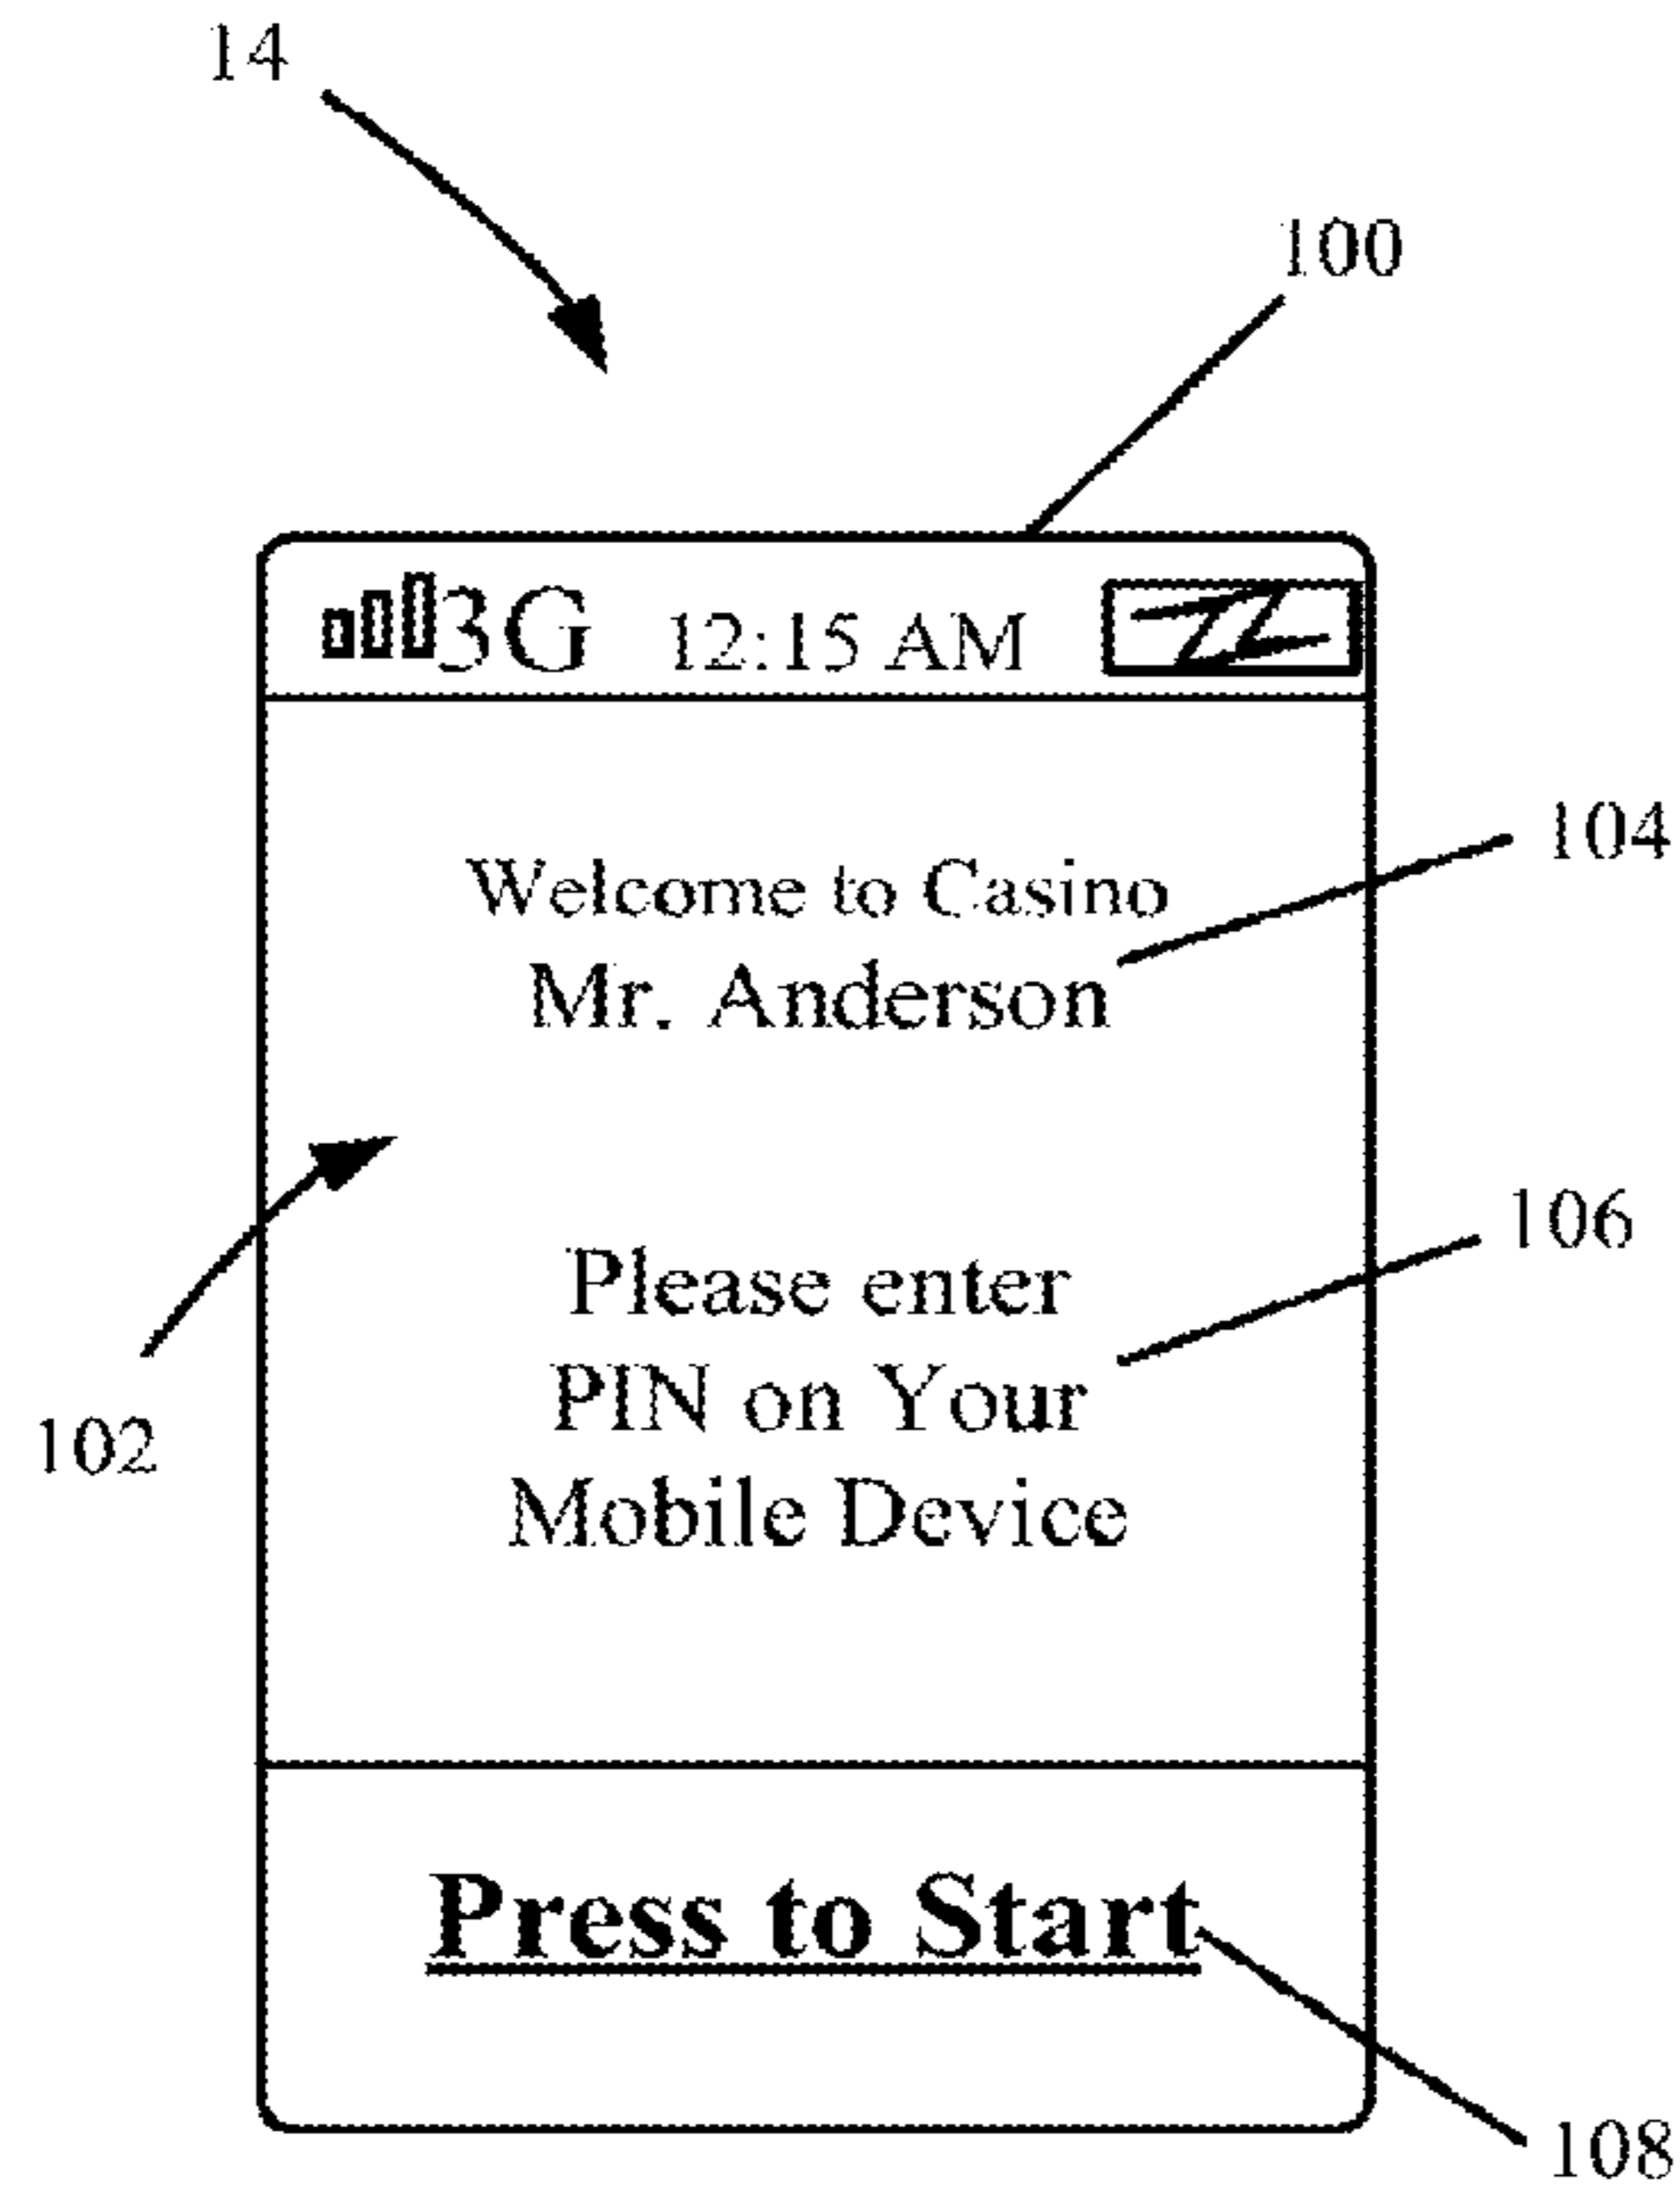 14
100
3G 12:15 AM
104
Welcome to Casino
Mr. Anderson
106
Please enter
PIN on Your
Mobile Device
102
Press to Start
108